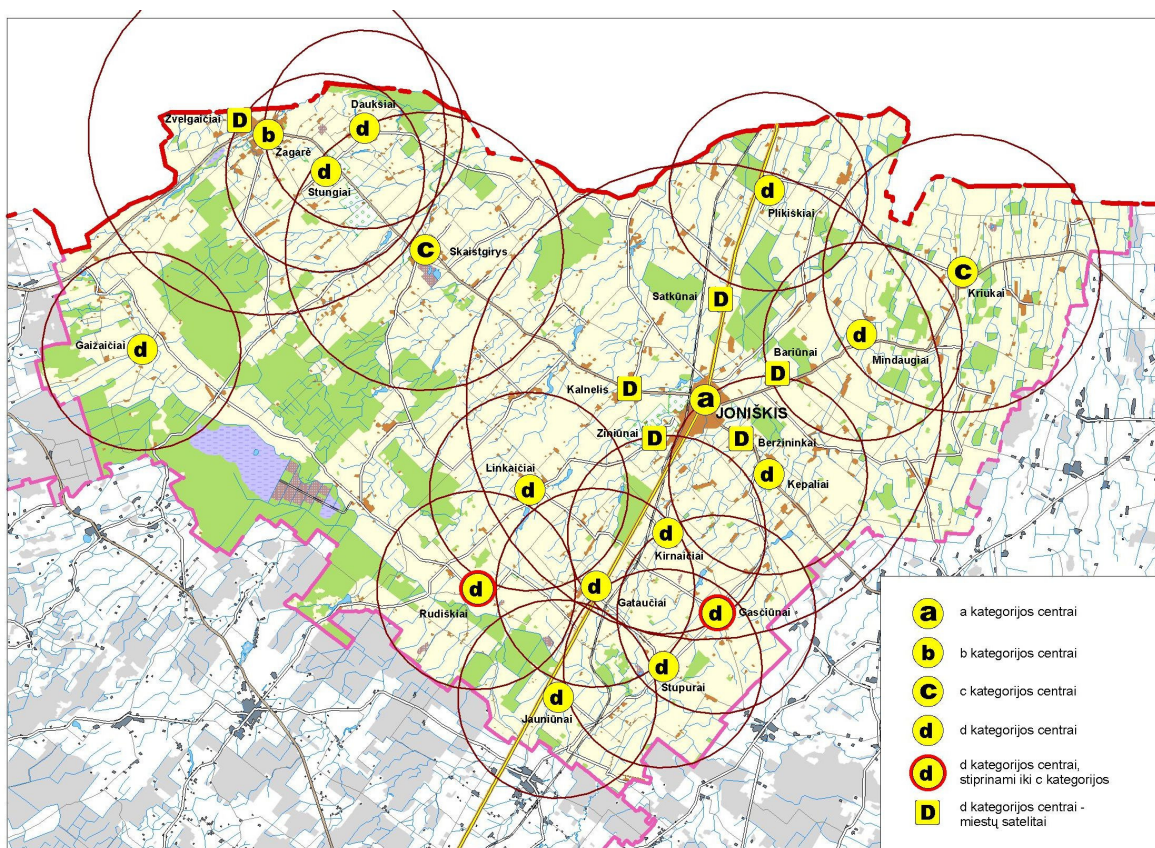 Daukšiai
Žvelgaičiai
D
d
b
Žagarė
d
Stungiai
d
Plikiškiai
c
Skaistgirys
c
Kriukai
Satkūnai
D
Gaizaičiai
d
d
Mindaugiai
Bariūnai
D
Kalnelis
D
a
JONIŠKIS
Ziniūnai
D
D
Beržininkai
Linkaičiai
d
d
Kepaliai
d
Kirnaičiai
d
Rudiškiai
d
Gataučiai
d
Gasčiūnai
d
Stupurai
d
Jauniūnai
a
a kategorijos centrai
b
b kategorijos centrai
c
c kategorijos centrai
d
d kategorijos centrai
d
d kategorijos centrai,
stiprinami iki c kategorijos
D
d kategorijos centrai -
miestų satelitai